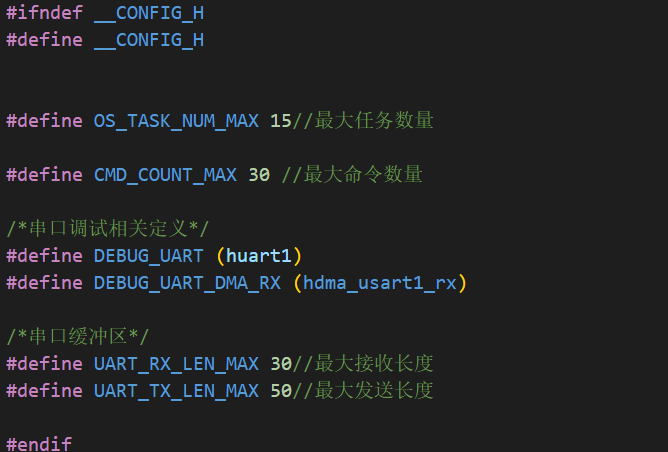 #ifndef __CONFIG_H
#define __CONFIG_H
#define OS_TASK_NUM_MAX 15//最大任务数量
#define CMD_COUNT_MAX 30 //最大命令数量
/*串口调试相关定义*/
#define DEBUG_UART (huart1)
#define DEBUG_UART_DMA_RX (hdma_usart1_rx)
/*串口缓冲区*/
#define UART_RX_LEN_MAX 30//最大接收长度
#define UART_TX_LEN_MAX 50//最大发送长度
#endif